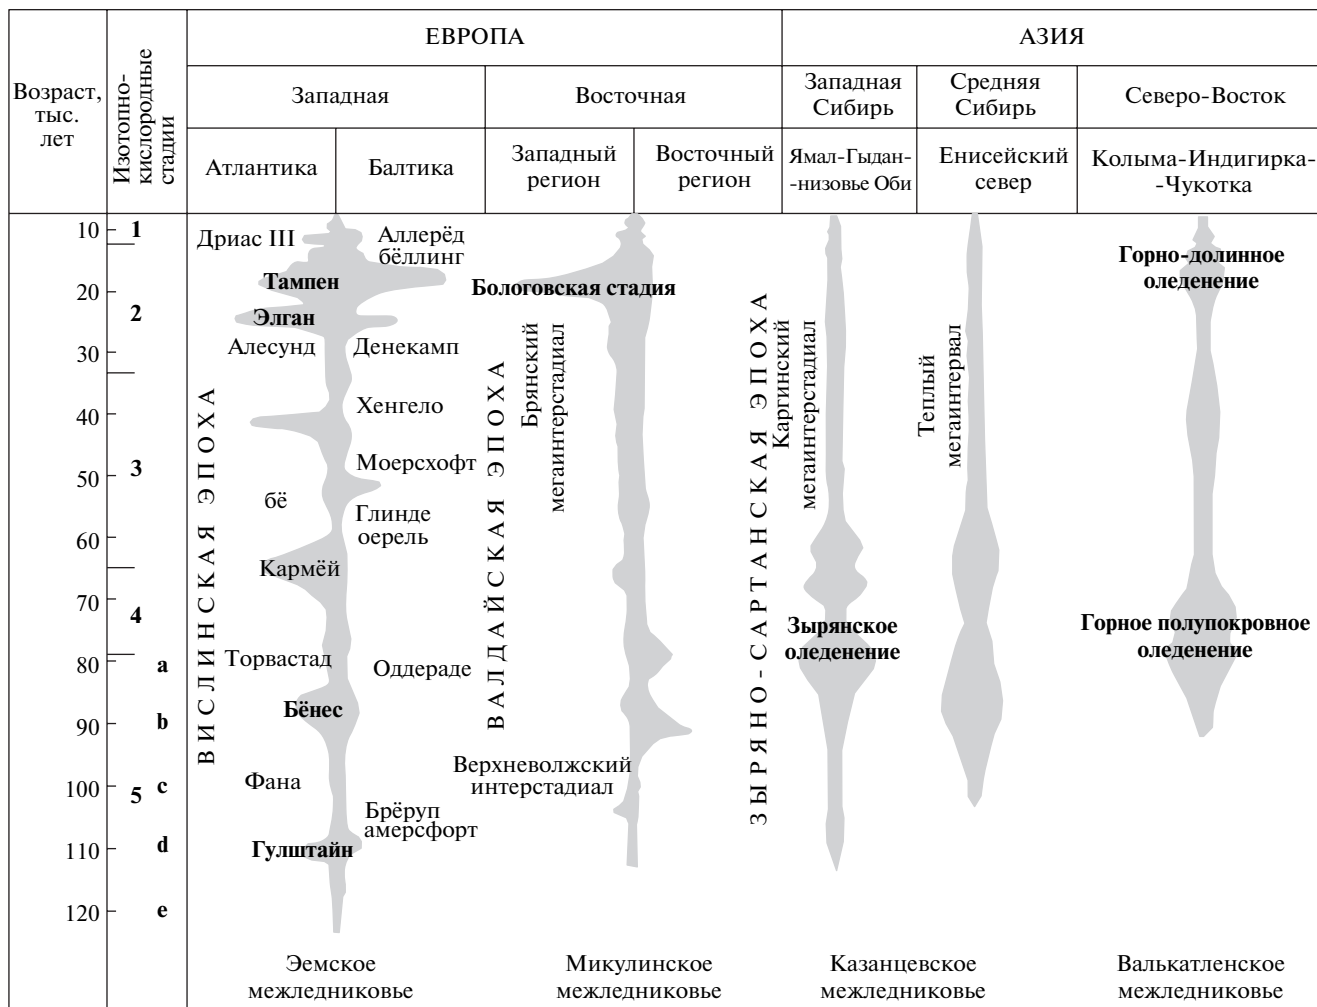 ЕВРОПА
АЗИЯ
Возраст,
тыс.
лет
Изотопно-
кислородные
стадии
Западная
Восточная
Западная
Сибирь
Средняя
Сибирь
Северо-Восток
Атлантика
Балтика
Западный
регион
Восточный
регион
Ямал-Гыдан-
-низовье Оби
Енисейский
север
Колыма-Индигирка-
-Чукотка
10
20
30
40
50
60
70
80
90
100
110
120
1
2
3
4
5
a
b
c
d
e
ВИСЛИНСКАЯ ЭПОХА
Дриас III
Аллерёд
бёллинг
Тампен
Элган
Алесунд
Денекамп
Хенгело
Моерсхофт
бё
Глинде
оерель
Кармёй
Торвастад
Оддераде
Бёнес
Фана
Брёруп
амерсфорт
Гулштайн
Эемское
межледниковье
ВАЛДАЙСКАЯ ЭПОХА
Бологовская стадия
Брянский
мегаинтерстадиал
Верхневолжский
интерстадиал
Микулинское
межледниковье
ЗЫРЯНО-САРТАНСКАЯ ЭПОХА
Каргинский
мегаинтерстадиал
Зырянское
оледенение
Казанцевское
межледниковье
Теплый
мегаинтервал
Горно-долинное
оледенение
Горное полупокровное
оледенение
Валькатленское
межледниковье